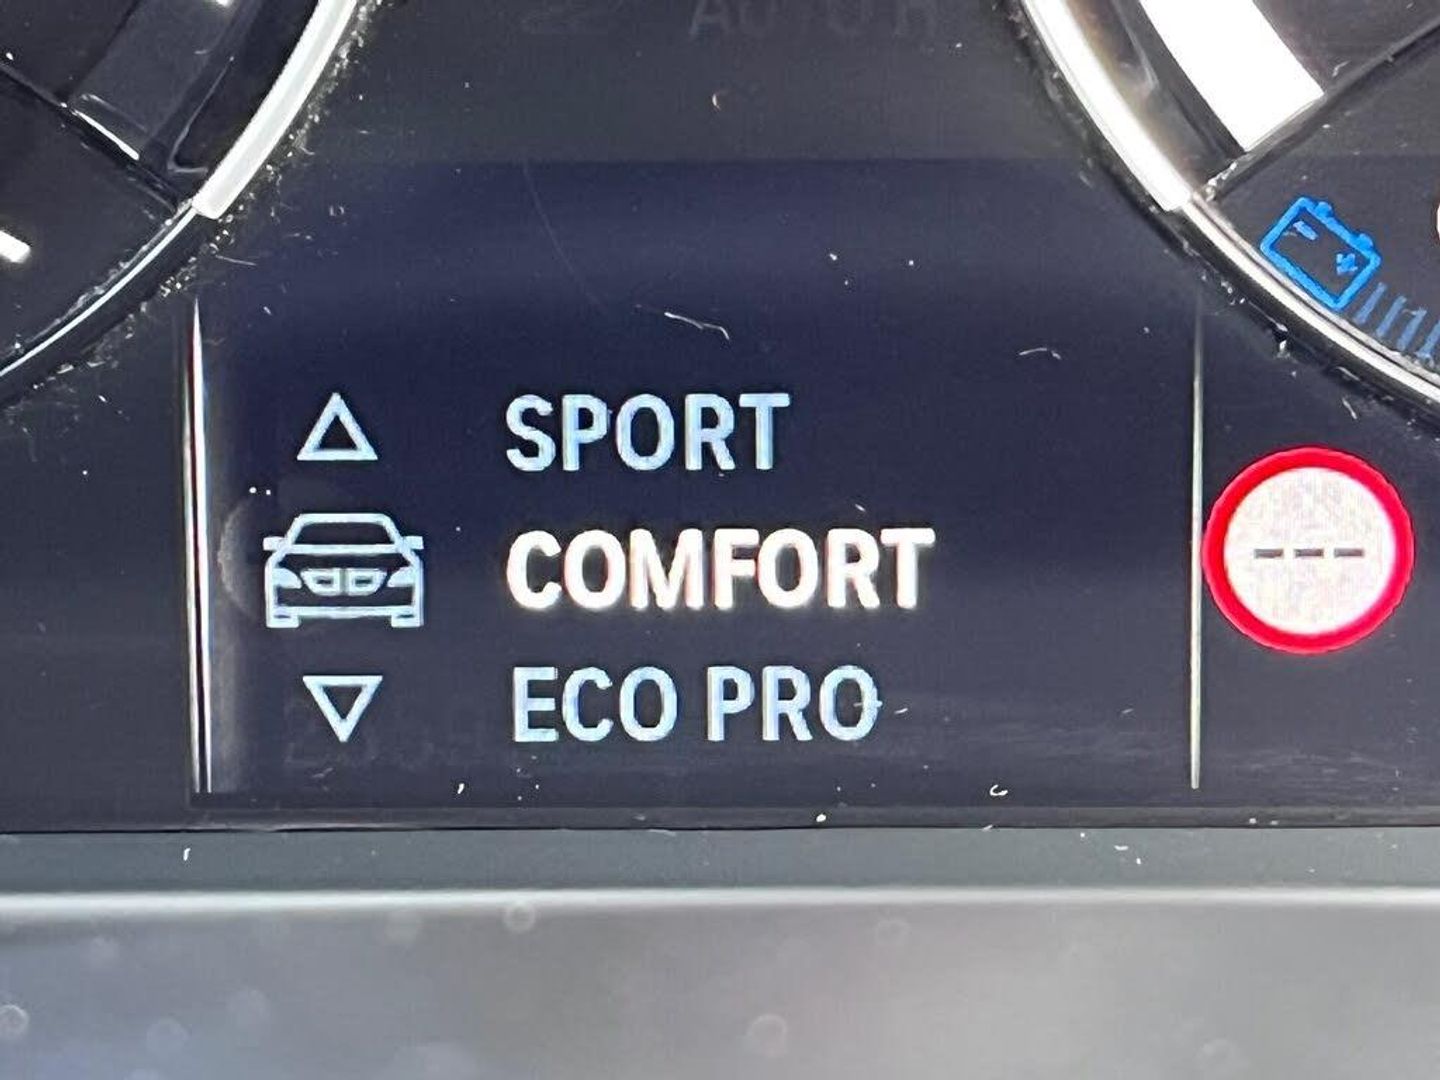 SPORT
COMFORT
---
ECO PRO